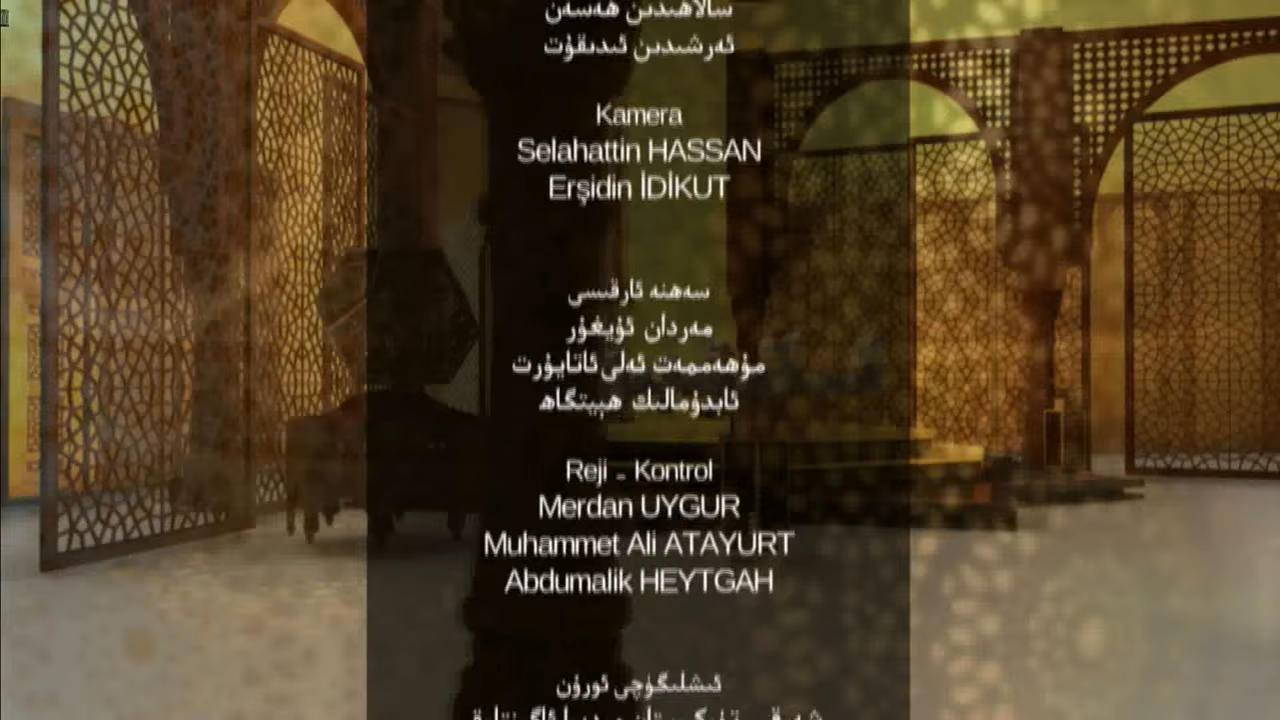 سالاھىدىن ھەسەن
ئەرشىدىن ئىدىقۇت
Kamera
Selahattin HASSAN
Erşidin İDİKUT
سەھنە ئارقىسى
مەردان ئۇيغۇر
مۇھەممەت ئەلى ئاتايۇرت
ئابدۇمالىك ھېيتگاھ
Reji - Kontrol
Merdan UYGUR
Muhammet Ali ATAYURT
Abdumalik HEYTGAH
ئىشلىگۈچى ئورۇن